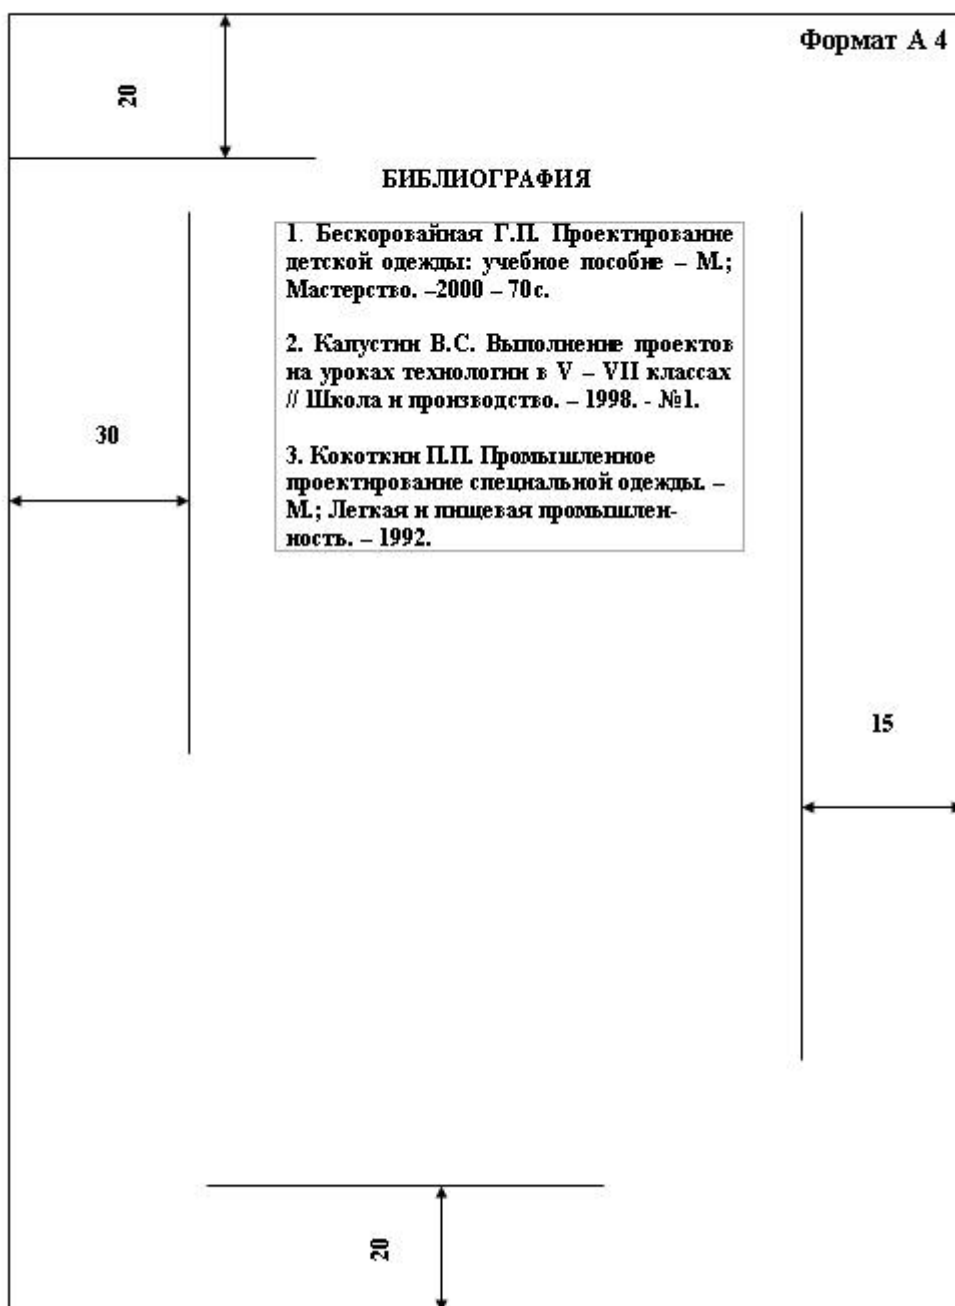 Формат А 4
20
БИБЛИОГРАФИЯ
1. Бескоровайная Г.П. Проектирование
детской одежды: учебное пособие – М.;
Мастерство. –2000 – 70с.
2. Капустин В.С. Выполнение проектов
на уроках технологии в V – VII классах
// Школа и производство. – 1998. - №1.
30
3. Кокоткин П.П. Промышленное
проектирование специальной одежды. –
М.; Легкая и пищевая промышлен-
ность. – 1992.
15
20